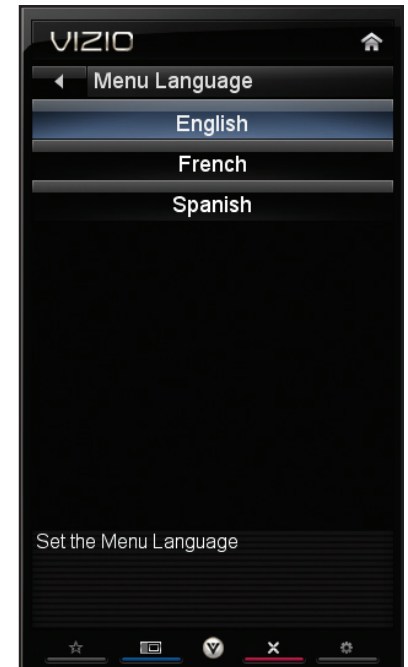 VIZIO
Menu Language
English
French
Spanish
Set the Menu Language
V